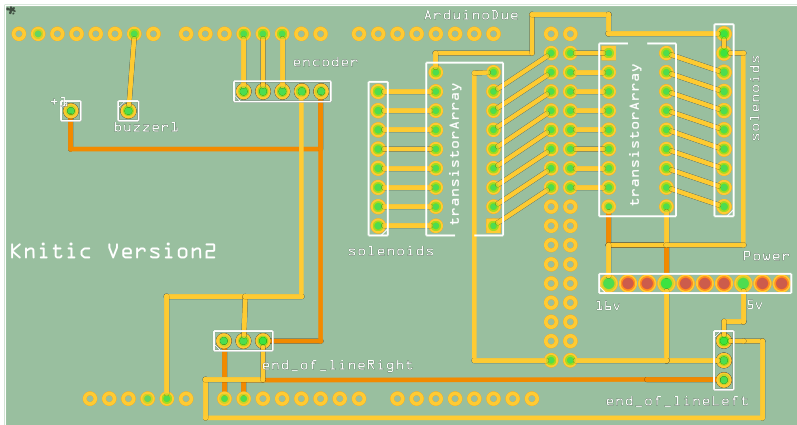 ArduinoDue
encoder
+
buzzer1
transistorArray
transistorArray
solenoids
solenoids
Knitic Version2
Power
16v
5v
end_of_lineRight
end_of_lineLeft